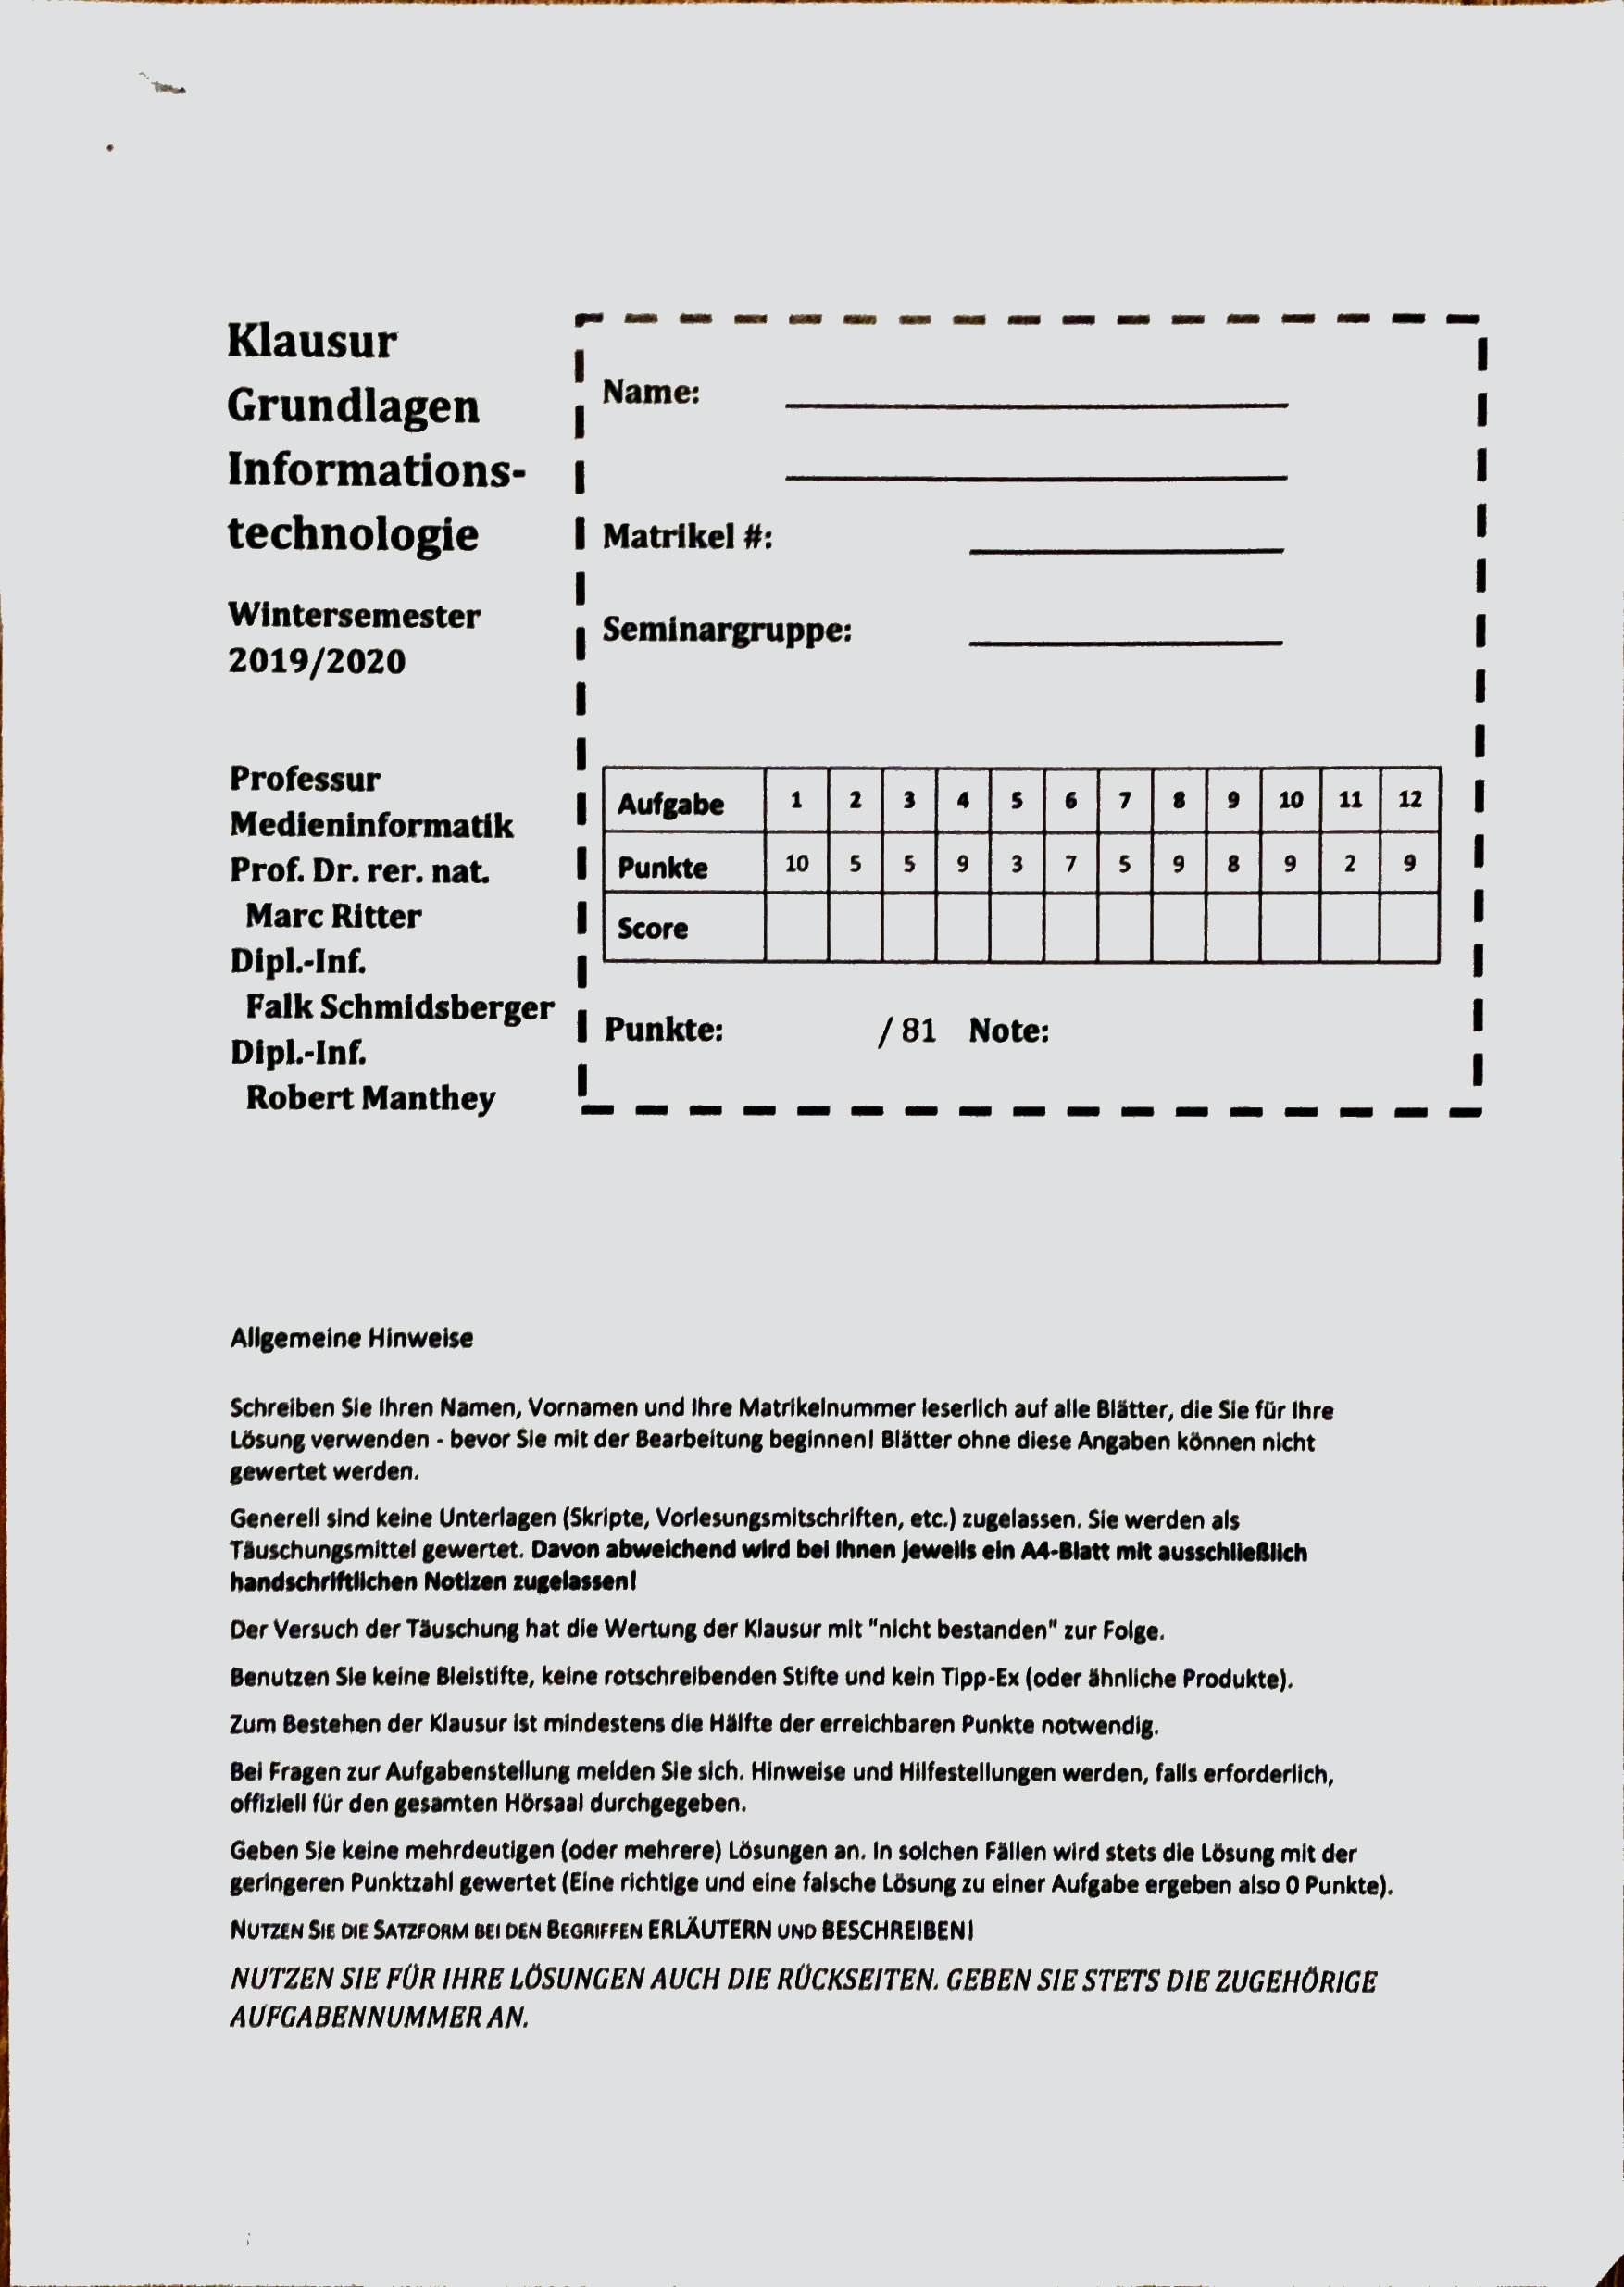 Klausur
Grundlagen
Informations-
technologie
Wintersemester
2019/2020
Professur
Medieninformatik
Prof. Dr. rer. nat.
Marc Ritter
Dipl.-Inf.
Falk Schmidsberger
Dipl.-Inf.
Robert Manthey
Name:
Matrikel #:
Seminargruppe:
Aufgabe 1 2 3 4 5 6 7 8 9 10 11 12
Punkte 10 5 5 9 3 7 5 9 8 9 2 9
Score
Punkte: / 81 Note:
Allgemeine Hinweise
Schreiben Sie Ihren Namen, Vornamen und Ihre Matrikelnummer leserlich auf alle Blätter, die Sie für Ihre
Lösung verwenden - bevor Sie mit der Bearbeitung beginnen! Blätter ohne diese Angaben können nicht
gewertet werden.
Generell sind keine Unterlagen (Skripte, Vorlesungsmitschriften, etc.) zugelassen. Sie werden als
Täuschungsmittel gewertet. Davon abweichend wird bei Ihnen jeweils ein A4-Blatt mit ausschließlich
handschriftlichen Notizen zugelassen!
Der Versuch der Täuschung hat die Wertung der Klausur mit "nicht bestanden" zur Folge.
Benutzen Sie keine Bleistifte, keine rotschreibenden Stifte und kein Tipp-Ex (oder ähnliche Produkte).
Zum Bestehen der Klausur ist mindestens die Hälfte der erreichbaren Punkte notwendig.
Bei Fragen zur Aufgabenstellung melden Sie sich. Hinweise und Hilfestellungen werden, falls erforderlich,
offiziell für den gesamten Hörsaal durchgegeben.
Geben Sie keine mehrdeutigen (oder mehrere) Lösungen an. In solchen Fällen wird stets die Lösung mit der
geringeren Punktzahl gewertet (Eine richtige und eine falsche Lösung zu einer Aufgabe ergeben also 0 Punkte).
NUTZEN SIE DIE SATZFORM BEI DEN BEGRIFFEN ERLÄUTERN UND BESCHREIBEN!
NUTZEN SIE FÜR IHRE LÖSUNGEN AUCH DIE RÜCKSEITEN. GEBEN SIE STETS DIE ZUGEHÖRIGE
AUFGABENNUMMER AN.